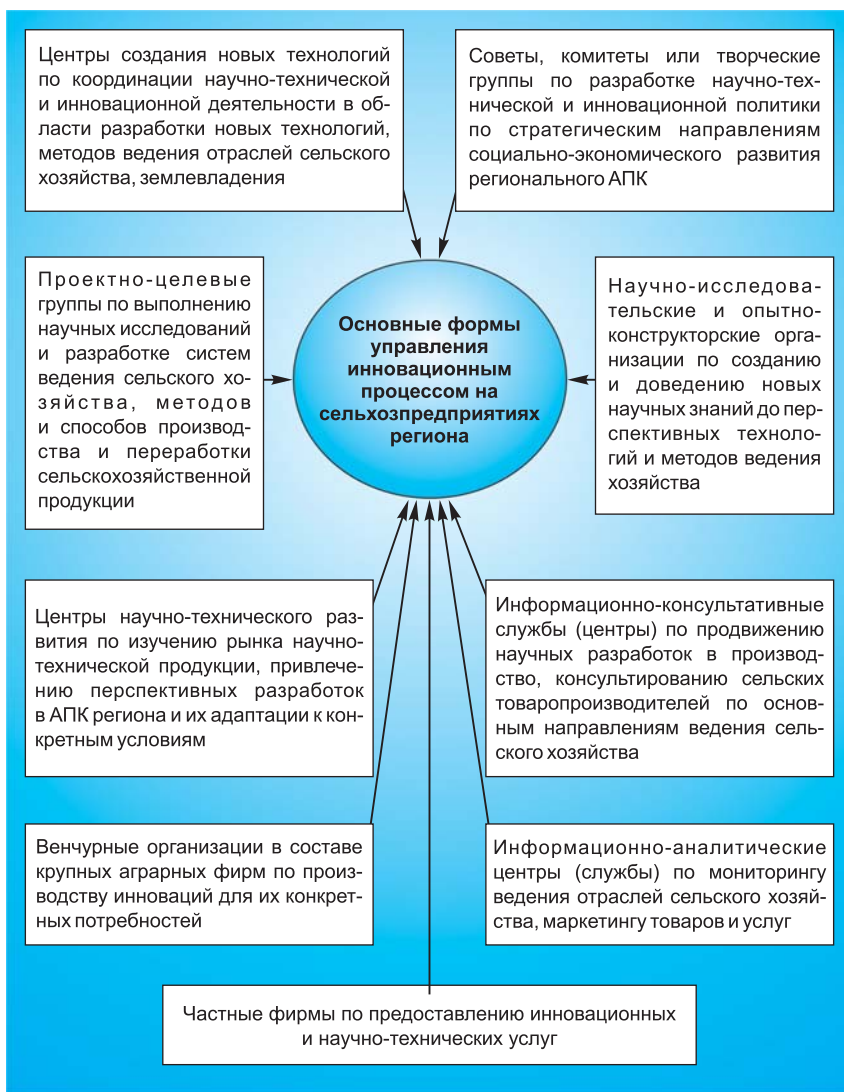 Центры создания новых технологий
по координации научно-технической
и инновационной деятельности в об-
ласти разработки новых технологий,
методов ведения отраслей сельского
хозяйства, землевладения
Советы, комитеты или творческие
группы по разработке научно-тех-
нической и инновационной политики
по стратегическим направлениям
социально-экономического развития
регионального АПК
Проектно-целевые
группы по выполнению
научных исследований
и разработке систем
ведения сельского хо-
зяйства, методов
и способов производ-
ства и переработки
сельскохозяйственной
продукции
Основные формы
управления
инновационным
процессом на
сельхозпредприятиях
региона
Научно-исследова-
тельские и опытно-
конструкторские орга-
низации по созданию
и доведению новых
научных знаний до пер-
спективных техноло-
гий и методов ведения
хозяйства
Центры научно-технического раз-
вития по изучению рынка научно-
технической продукции, привлече-
нию перспективных разработок
в АПК региона и их адаптации к кон-
кретным условиям
Информационно-консультативные
службы (центры) по продвижению
научных разработок в производ-
ство, консультированию сельских
товаропроизводителей по основ-
ным направлениям ведения сель-
ского хозяйства
Венчурные организации в составе
крупных аграрных фирм по произ-
водству инноваций для их конкрет-
ных потребностей
Информационно-аналитические
центры (службы) по мониторингу
ведения отраслей сельского хозяй-
ства, маркетингу товаров и услуг
Частные фирмы по предоставлению инновационных
и научно-технических услуг